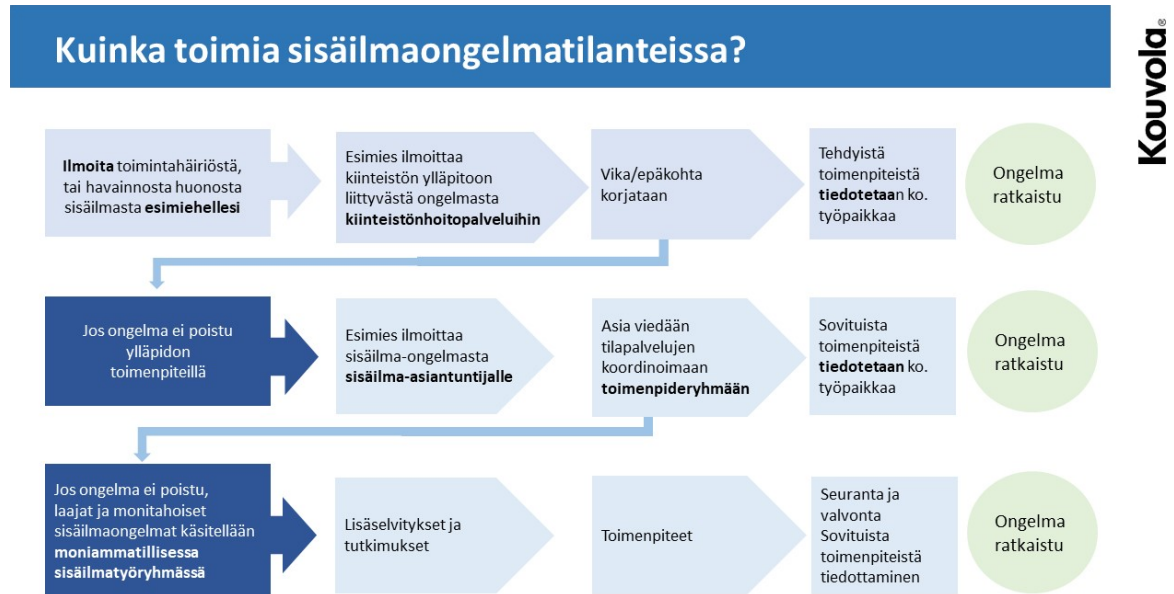 Kuinka toimia sisäilmaongelmatilanteissa?
Kouvola®
Ilmoita toimintahäiriöstä,
tai havainnosta huonosta
sisäilmasta esimiehellesi
Esimies ilmoittaa
kiinteistön ylläpitoon
liittyvästä ongelmasta
kiinteistönhoitopalveluihin
Vika/epäkohta
korjataan
Tehdyistä
toimenpiteistä
tiedotetaan ko.
työpaikkaa
Ongelma
ratkaistu
Jos ongelma ei poistu
ylläpidon
toimenpiteillä
Esimies ilmoittaa
sisäilma-ongelmasta
sisäilma-asiantuntijalle
Asia viedään
tilapalvelujen
koordinoimaan
toimenpideryhmään
Sovituista
toimenpiteistä
tiedotetaan ko.
työpaikkaa
Ongelma
ratkaistu
Jos ongelma ei poistu,
laajat ja monitahoiset
sisäilmaongelmat käsitellään
moniammatillisessa
sisäilmatyöryhmässä
Lisäselvitykset ja
tutkimukset
Toimenpiteet
Seuranta ja
valvonta
Sovituista
toimenpiteistä
tiedottaminen
Ongelma
ratkaistu